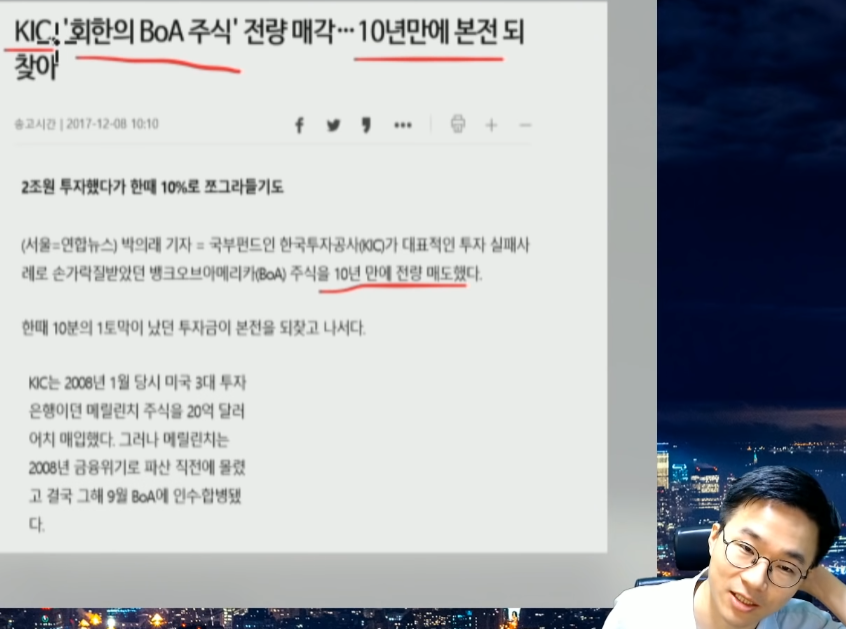 KIC, '회한의 BoA 주식' 전량 매각…10년만에 본전 되
찾아
송고시간 | 2017-12-08 10:10
2조원 투자했다가 한때 10%로 쪼그라들기도
(서울=연합뉴스) 박의래 기자 = 국부펀드인 한국투자공사(KIC)가 대표적인 투자 실패사
례로 손가락질받았던 뱅크오브아메리카(BoA) 주식을 10년 만에 전량 매도했다.
한때 10분의 1토막이 났던 투자금이 본전을 되찾고 나서다.
KIC는 2008년 1월 당시 미국 3대 투자
은행이던 메릴린치 주식을 20억 달러
어치 매입했다. 그러나 메릴린치는
2008년 금융위기로 파산 직전에 몰렸
고 결국 그해 9월 BoA에 인수합병됐
다.